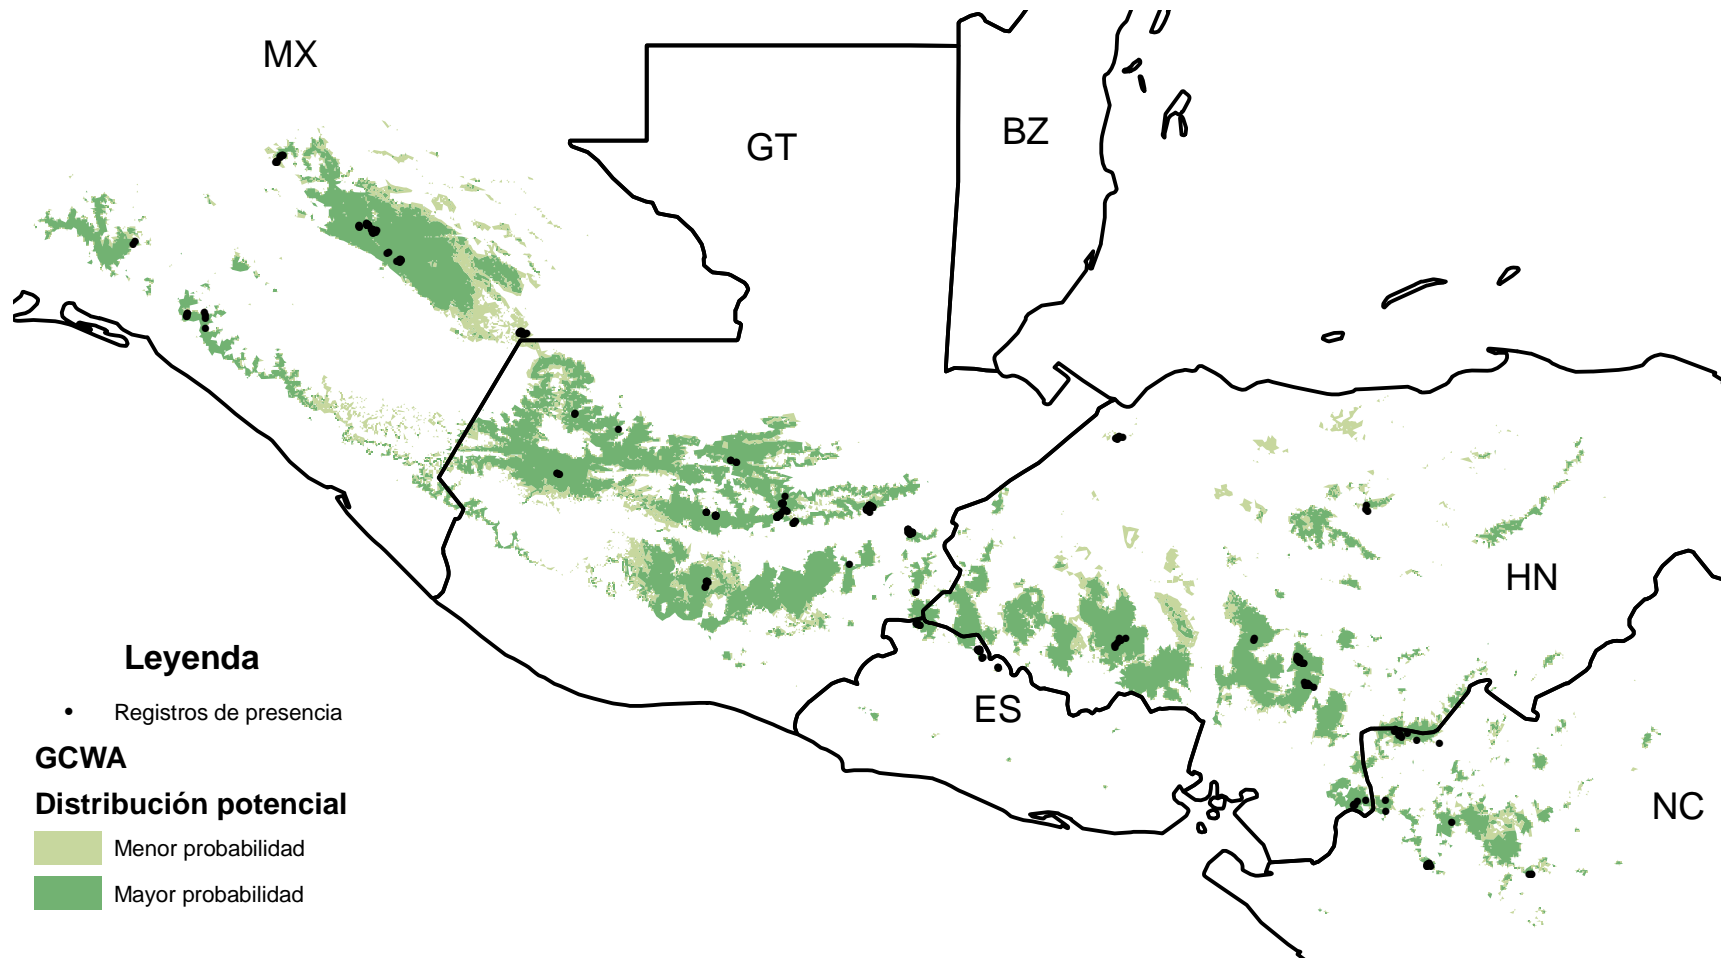 MX
GT
BZ
HN
ES
NC
Leyenda
Registros de presencia
GCWA
Distribución potencial
Menor probabilidad
Mayor probabilidad